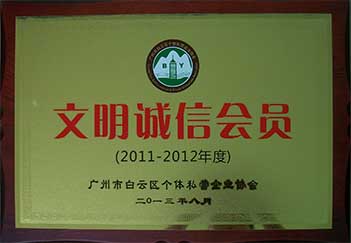 B Y
文明诚信会员
(2011-2012年度)
广州市白云区个体私营企业协会
二〇一三年八月